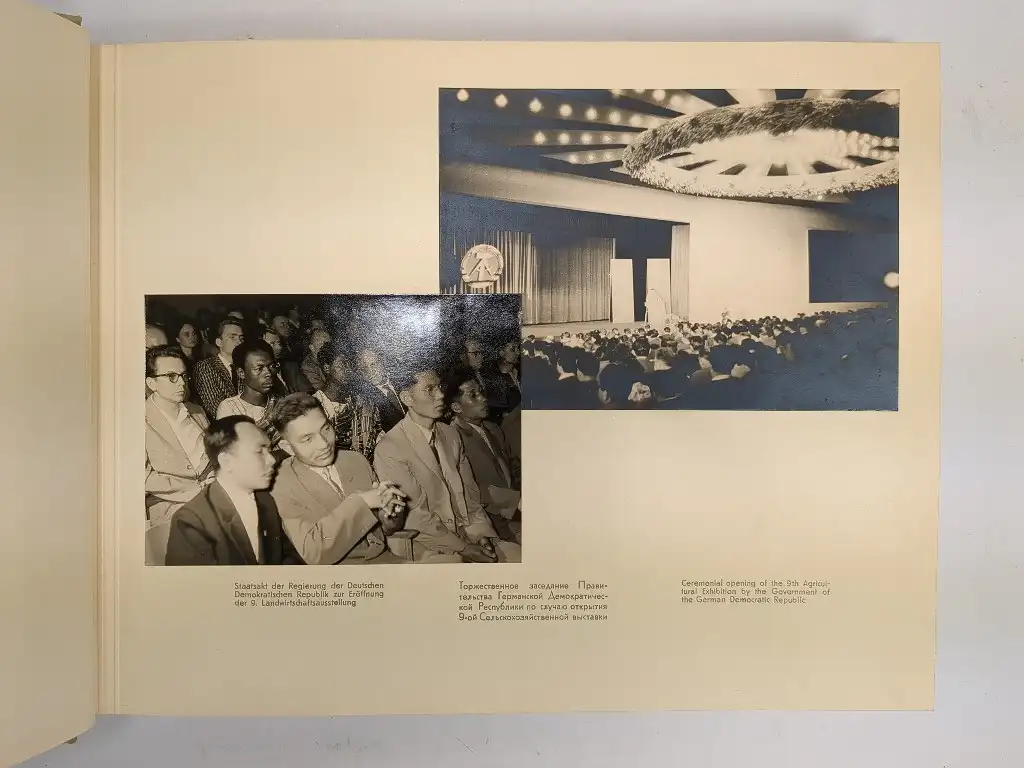 Staatsakt der Regierung der Deutschen
Demokratischen Republik zur Eröffnung
der 9. Landwirtschaftsausstellung
Торжественное заседание Прави-
тельства Германской Демократичес-
кой Республики по случаю открытия
9-ой Сельскохозяйственной выставки
Ceremonial opening of the 9th Agricul-
tural Exhibition by the Government of
the German Democratic Republic